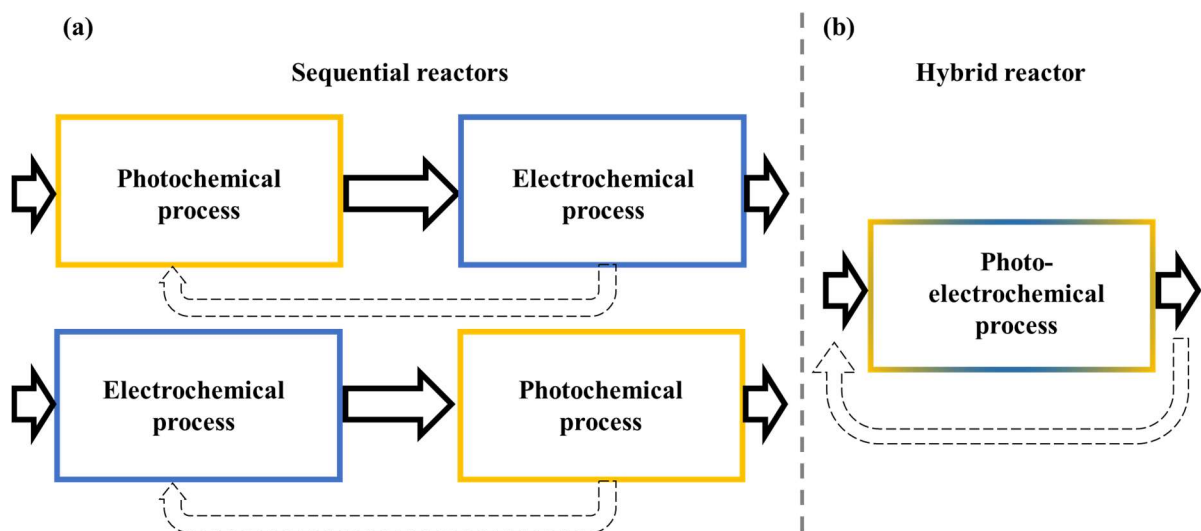 (a)
Sequential reactors
Photochemical
process
Electrochemical
process
Electrochemical
process
Photochemical
process
(b)
Hybrid reactor
Photo-
electrochemical
process